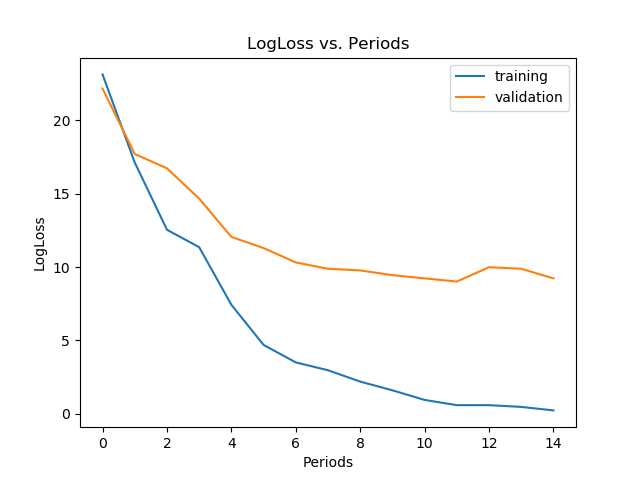 LogLoss vs. Periods
training
validation
LogLoss
20
15
10
5
0
0 2 4 6 8 10 12 14
Periods